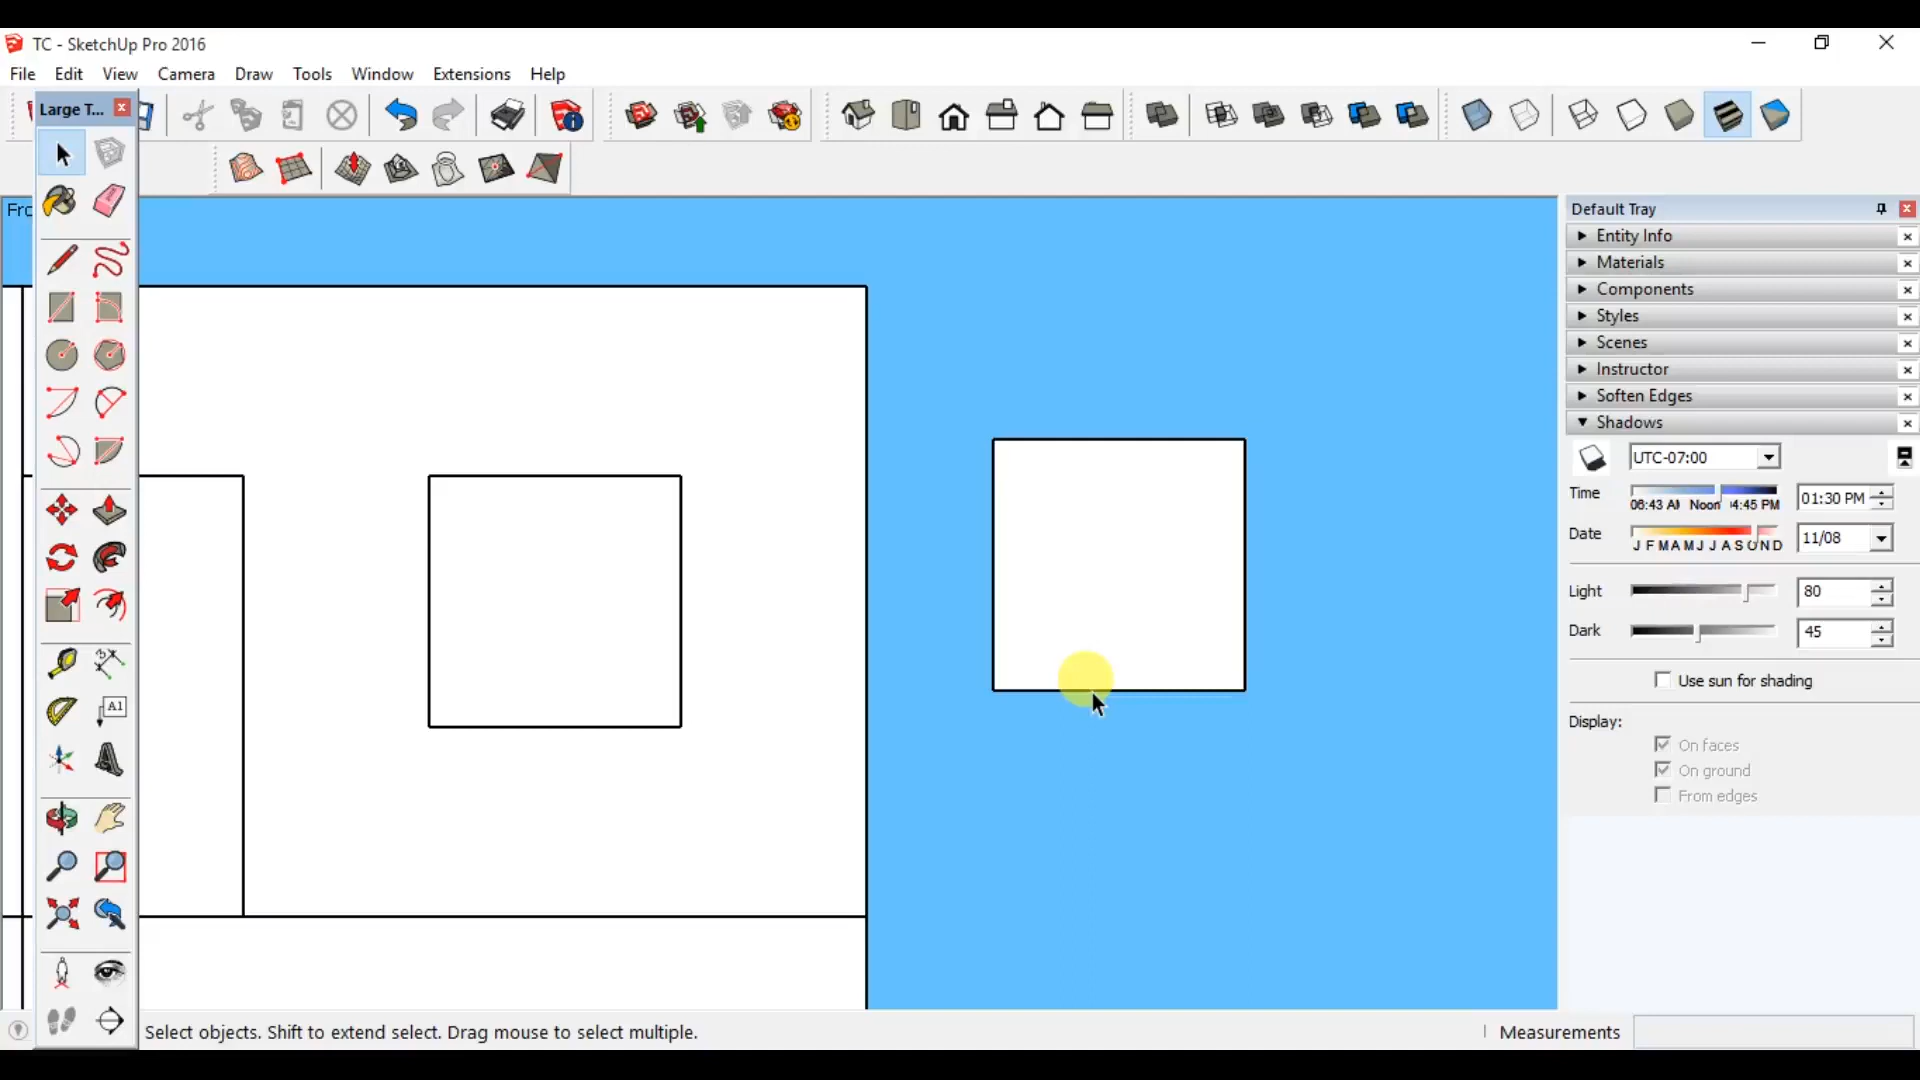 TC - SketchUp Pro 2016
File Edit View Camera Draw Tools Window Extensions Help
Large T...
Fro
A1
Default Tray
Entity Info
Materials
Components
Styles
Scenes
Instructor
Soften Edges
Shadows
UTC-07:00
Time 01:30 PM
06:43 AM Noon 4:45 PM
Date 11/08
J F M A M J J A S O N D
Light 80
Dark 45
Use sun for shading
Display:
On faces
On ground
From edges
Select objects. Shift to extend select. Drag mouse to select multiple.
Measurements